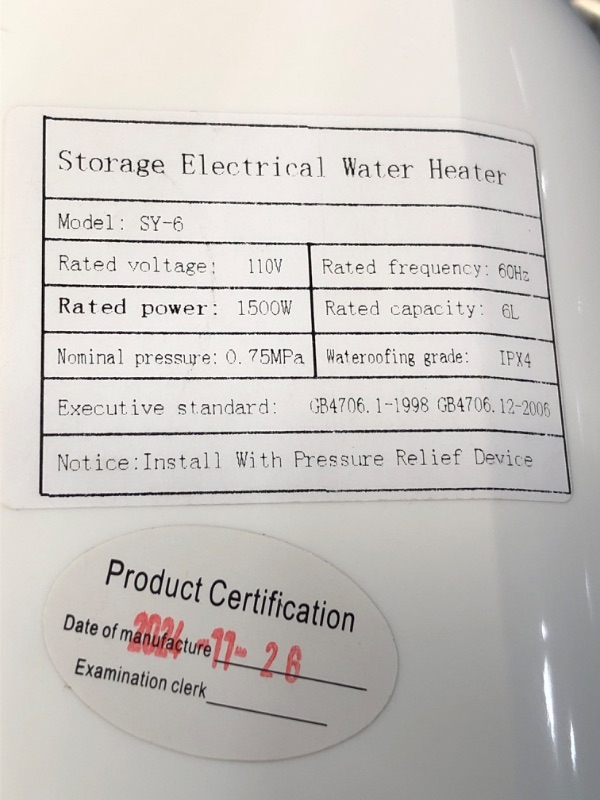 Storage Electrical Water Heater
Model: SY-6
Rated voltage: 110V Rated frequency: 60Hz
Rated power: 1500W Rated capacity: 6L
Nominal pressure: 0.75MPa Wateroofing grade: IPX4
Executive standard: GB4706.1-1998 GB4706.12-2006
Notice:Install With Pressure Relief Device
Product Certification
Date of manufacture 2024-11-26
Examination clerk